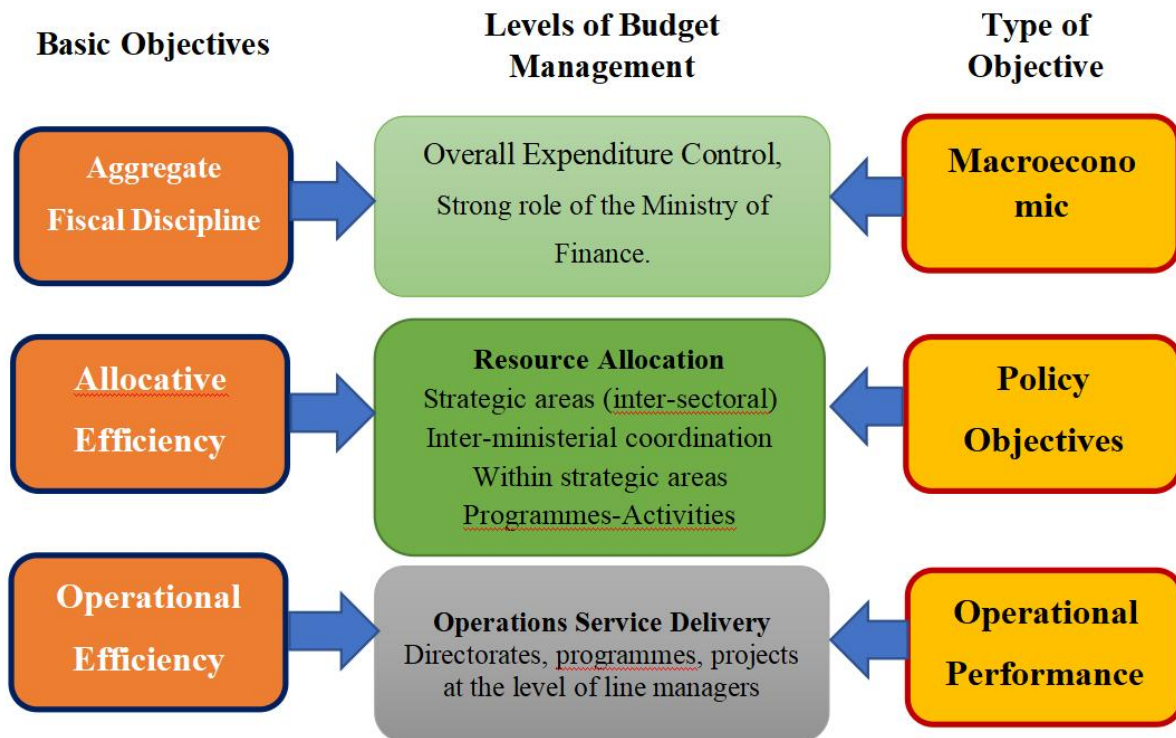 Basic Objectives
Levels of Budget
Management
Type of
Objective
Aggregate
Fiscal Discipline
Overall Expenditure Control,
Strong role of the Ministry of
Finance.
Macroecono
mic
Allocative
Efficiency
Resource Allocation
Strategic areas (inter-sectoral)
Inter-ministerial coordination
Within strategic areas
Programmes-Activities
Policy
Objectives
Operational
Efficiency
Operations Service Delivery
Directorates, programmes, projects
at the level of line managers
Operational
Performance